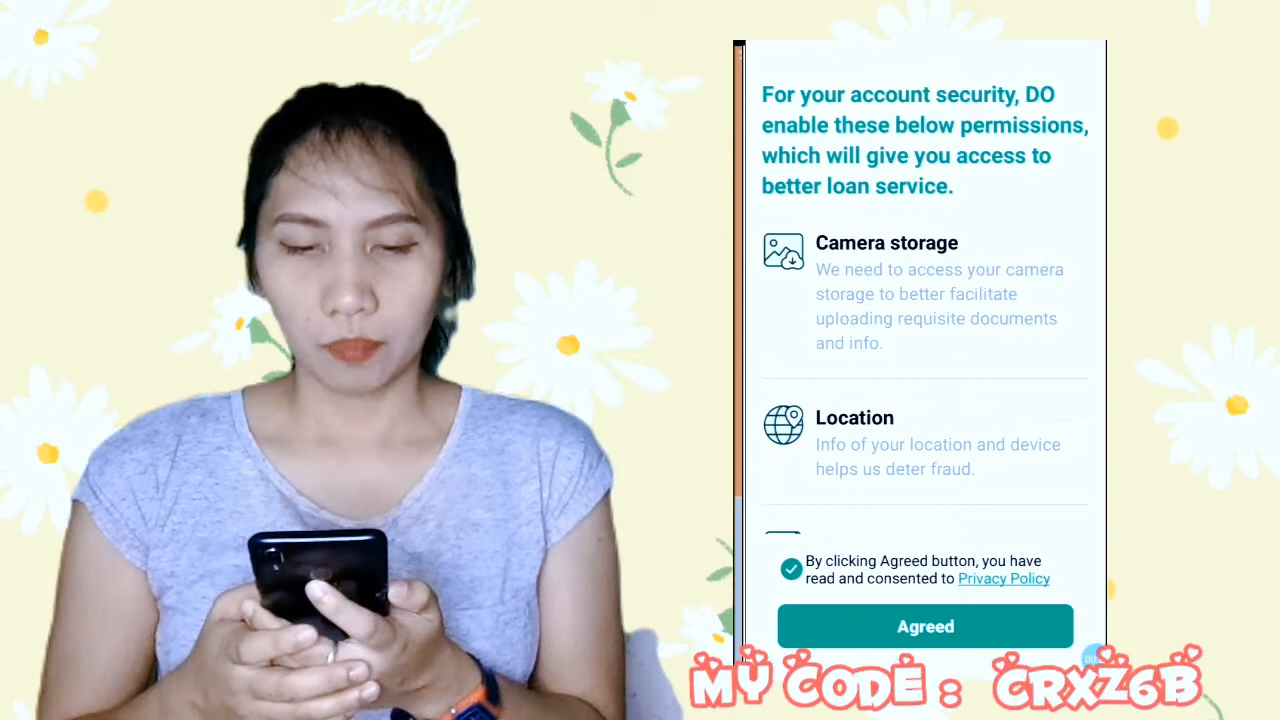 Daisy
For your account security, DO
enable these below permissions,
which will give you access to
better loan service.
Camera storage
We need to access your camera
storage to better facilitate
uploading requisite documents
and info.
Location
Info of your location and device
helps us deter fraud.
By clicking Agreed button, you have
read and consented to Privacy Policy
Agreed
MY CODE : CRXZ6B